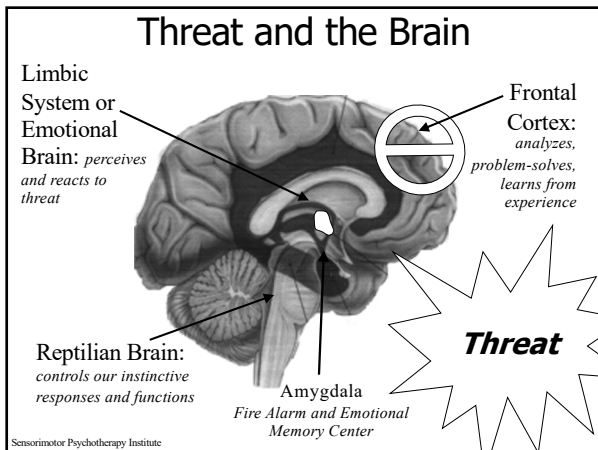 Threat and the Brain
Limbic
System or
Emotional
Brain: perceives
and reacts to
threat
Frontal
Cortex:
analyzes,
problem-solves,
learns from
experience
Threat
Reptilian Brain:
controls our instinctive
responses and functions
Amygdala
Fire Alarm and Emotional
Memory Center
Sensorimotor Psychotherapy Institute